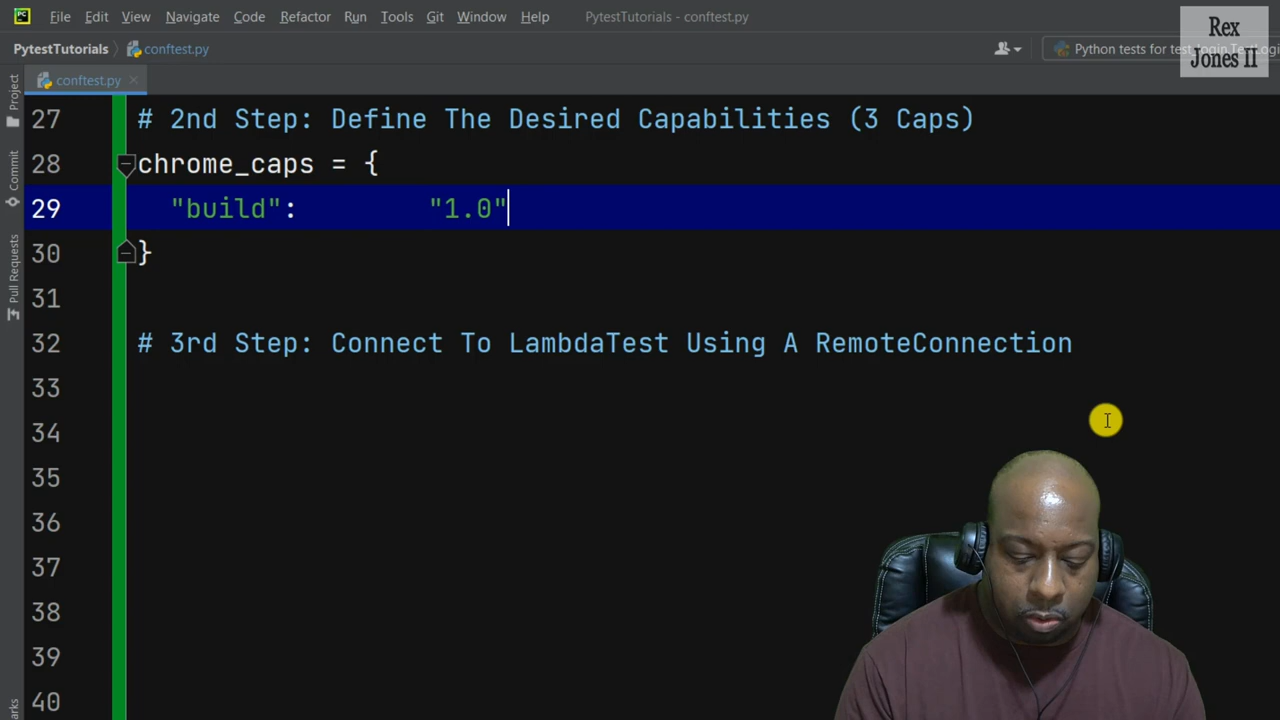 File Edit View Navigate Code Refactor Run Tools Git Window Help PytestTutorials - conftest.py
Rex
Jones II
PytestTutorials conftest.py Python tests for test_login.TestLogi
conftest.py
Project
Commit
Pull Requests
27 # 2nd Step: Define The Desired Capabilities (3 Caps)
28 chrome_caps = {
29 "build": "1.0"
30 }
31
32 # 3rd Step: Connect To LambdaTest Using A RemoteConnection
33
34
35
36
37
38
39
40